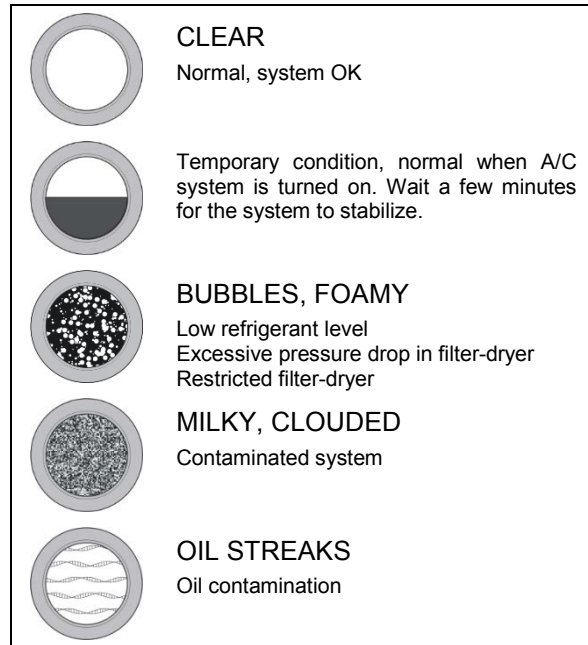 CLEAR
Normal, system OK
Temporary condition, normal when A/C
system is turned on. Wait a few minutes
for the system to stabilize.
BUBBLES, FOAMY
Low refrigerant level
Excessive pressure drop in filter-dryer
Restricted filter-dryer
MILKY, CLOUDED
Contaminated system
OIL STREAKS
Oil contamination